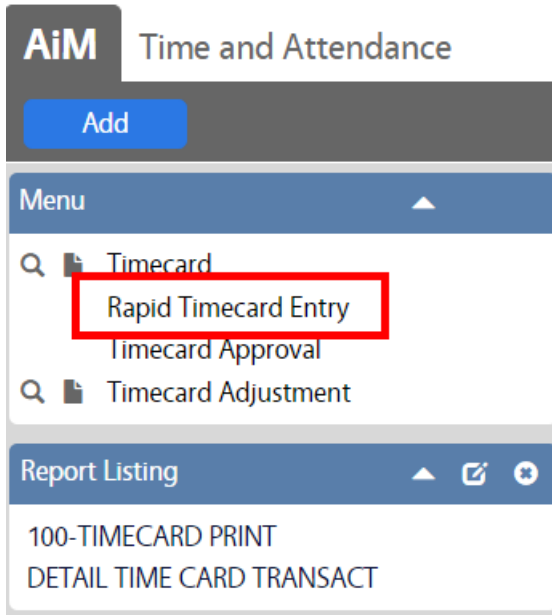 AiM Time and Attendance
Add
Menu
Timecard
Rapid Timecard Entry
Timecard Approval
Timecard Adjustment
Report Listing
100-TIMECARD PRINT
DETAIL TIME CARD TRANSACT